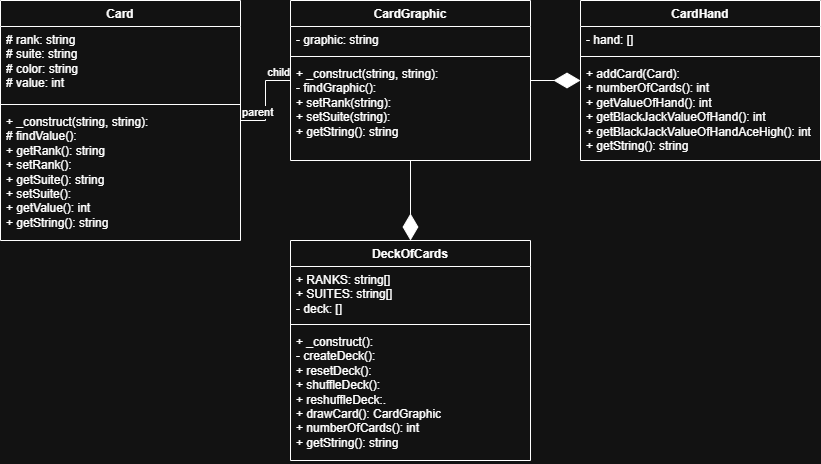 Card
# rank: string
# suite: string
# color: string
# value: int
+ _construct(string, string):
# findValue():
+ getRank(): string
+ setRank():
+ getSuite(): string
+ setSuite():
+ getValue(): int
+ getString(): string
parent
child
CardGraphic
- graphic: string
+ _construct(string, string):
- findGraphic():
+ setRank(string):
+ setSuite(string):
+ getString(): string
CardHand
- hand: []
+ addCard(Card):
+ numberOfCards(): int
+ getValueOfHand(): int
+ getBlackJackValueOfHand(): int
+ getBlackJackValueOfHandAceHigh(): int
+ getString(): string
DeckOfCards
+ RANKS: string[]
+ SUITES: string[]
- deck: []
+ _construct():
- createDeck():
+ resetDeck():
+ shuffleDeck():
+ reshuffleDeck:.
+ drawCard(): CardGraphic
+ numberOfCards(): int
+ getString(): string